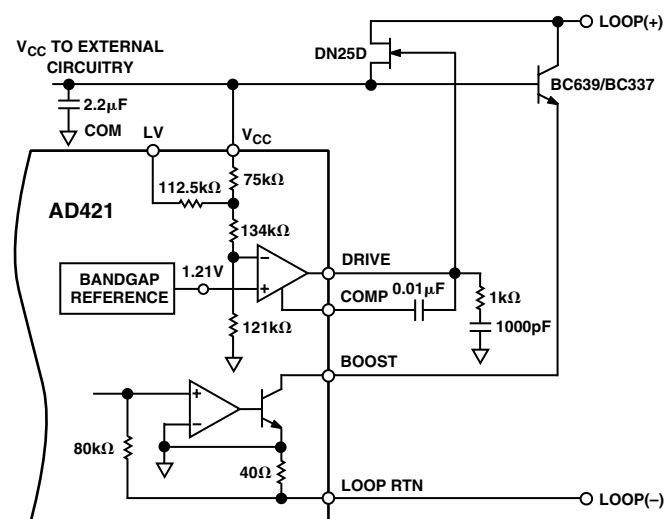 LOOP(+)
V_CC TO EXTERNAL
CIRCUITRY
DN25D
BC639/BC337
2.2µF
COM
LV
V_CC
112.5kΩ
75kΩ
AD421
134kΩ
DRIVE
BANDGAP
REFERENCE
1.21V
−
+
COMP
0.01µF
1kΩ
1000pF
121kΩ
BOOST
+
−
80kΩ
40Ω
LOOP RTN
LOOP(−)